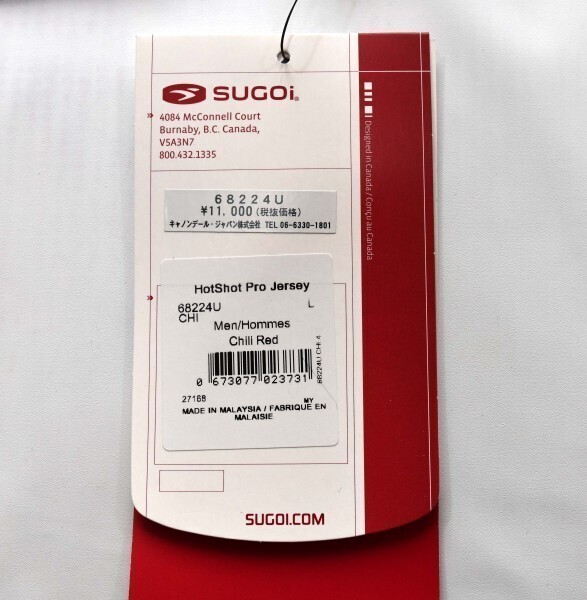 SUGOi®
4084 McConnell Court
Burnaby, B.C. Canada,
V5A3N7
800.432.1335
Designed in Canada / Conçu au Canada
68224U
¥11,000(税抜価格)
キャノンデール・ジャパン株式会社 TEL 06-6330-1801
HotShot Pro Jersey
68224U L
CHI
Men/Hommes
Chili Red
0 673077 023731
68224U CHI 4
27168 MY
MADE IN MALAYSIA / FABRIQUE EN
MALAISIE
SUGOI.COM